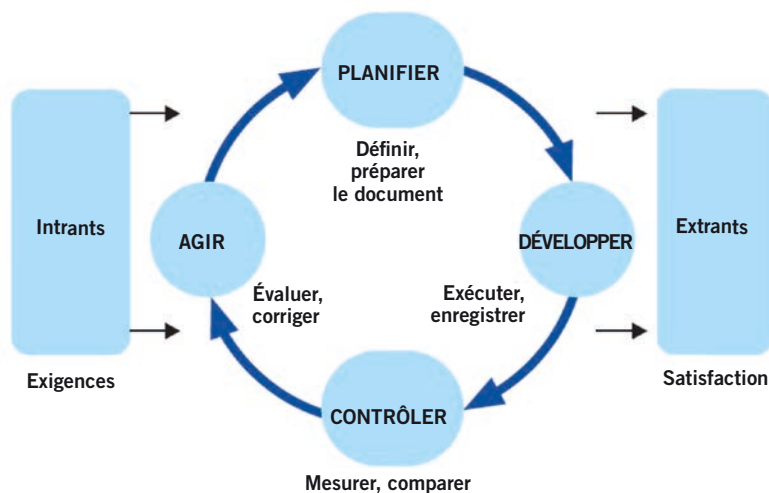 PLANIFIER
Définir,
préparer
le document
Intrants
AGIR
DÉVELOPPER
Extrants
Évaluer,
corriger
Exécuter,
enregistrer
Exigences
Satisfaction
CONTRÔLER
Mesurer, comparer